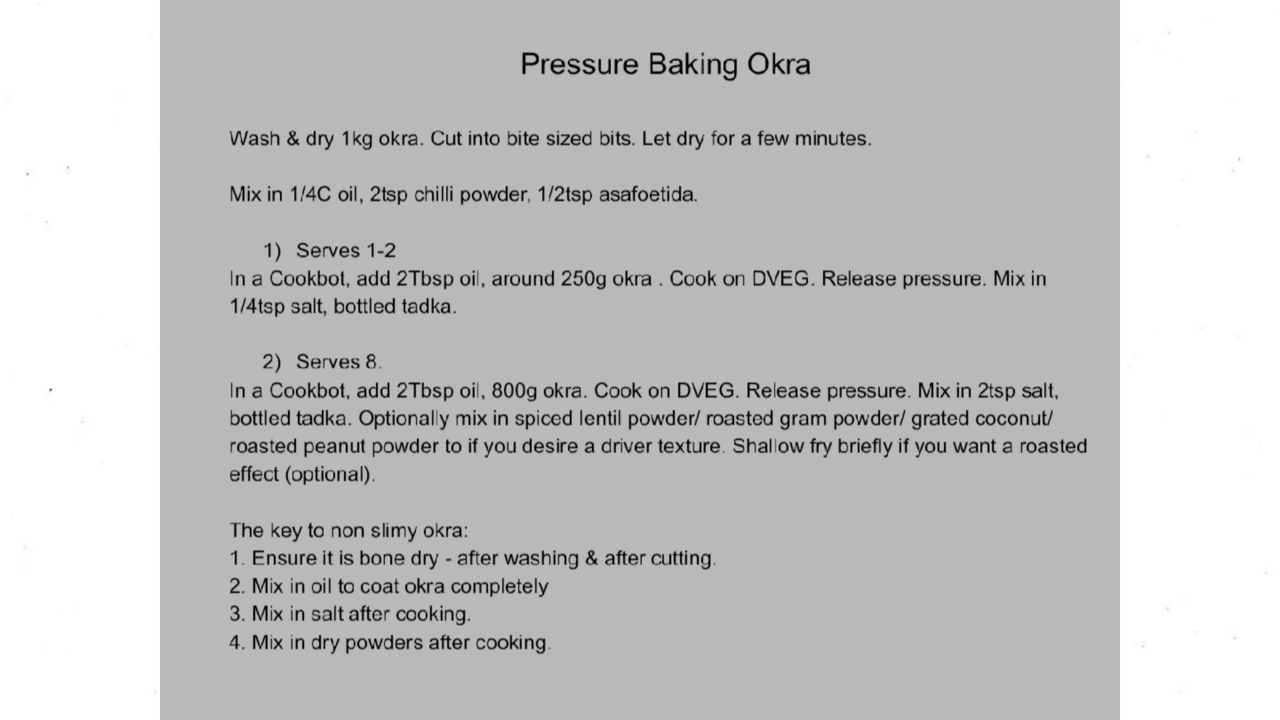 Pressure Baking Okra
Wash & dry 1kg okra. Cut into bite sized bits. Let dry for a few minutes.
Mix in 1/4C oil, 2tsp chilli powder, 1/2tsp asafoetida.
1) Serves 1-2
In a Cookbot, add 2Tbsp oil, around 250g okra . Cook on DVEG. Release pressure. Mix in
1/4tsp salt, bottled tadka.
2) Serves 8.
In a Cookbot, add 2Tbsp oil, 800g okra. Cook on DVEG. Release pressure. Mix in 2tsp salt,
bottled tadka. Optionally mix in spiced lentil powder/ roasted gram powder/ grated coconut/
roasted peanut powder to if you desire a driver texture. Shallow fry briefly if you want a roasted
effect (optional).
The key to non slimy okra:
1. Ensure it is bone dry - after washing & after cutting.
2. Mix in oil to coat okra completely
3. Mix in salt after cooking.
4. Mix in dry powders after cooking.